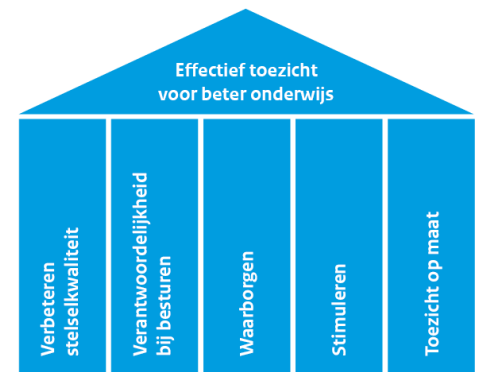 Effectief toezicht
voor beter onderwijs
Verbeteren
stelselkwaliteit
Verantwoordelijkheid
bij besturen
Waarborgen
Stimuleren
Toezicht op maat